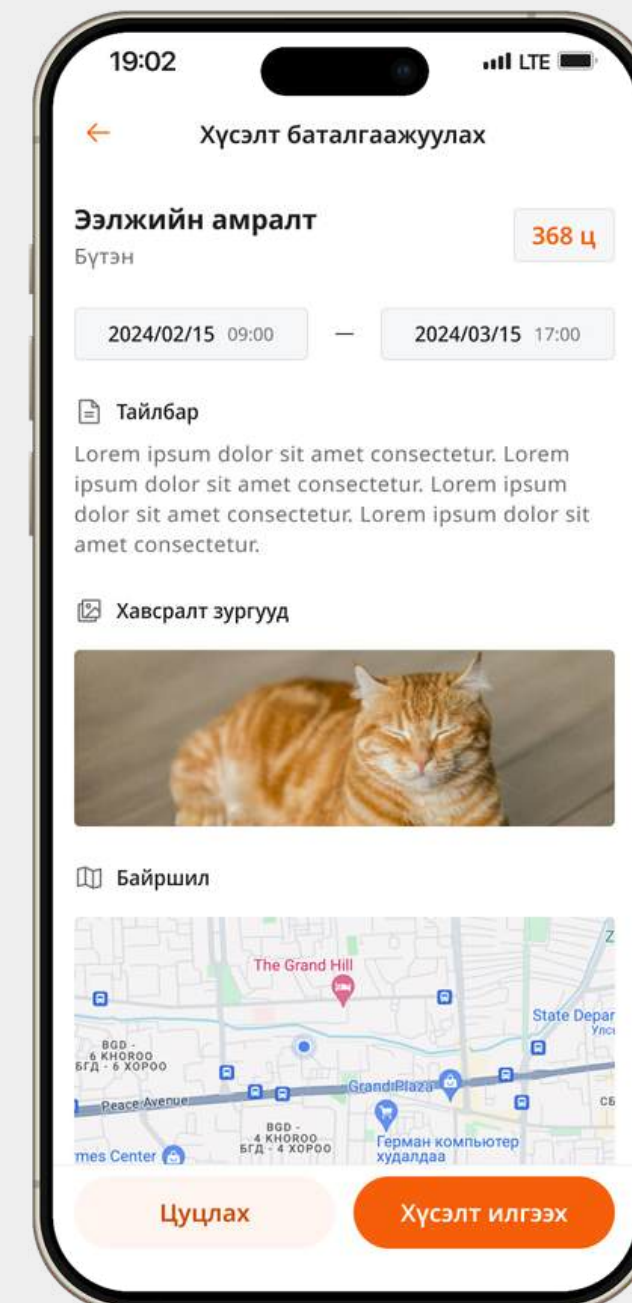 19:02
LTE
Хүсэлт баталгаажуулах
Ээлжийн амралт
368 ц
Бүтэн
2024/02/15 09:00 — 2024/03/15 17:00
Тайлбар
Lorem ipsum dolor sit amet consectetur. Lorem
ipsum dolor sit amet consectetur. Lorem ipsum
dolor sit amet consectetur. Lorem ipsum dolor sit
amet consectetur.
Хавсралт зургууд
Байршил
Z
The Grand Hill
State Depar
BGD -
6 KHOROO
БГД - 6 ХОРОО
Grand Plaza
Peace Avenue
СБ
BGD -
4 KHOROO
БГД - 4 ХОРОО
Герман компьютер
худалдаа
mes Center
Цуцлах
Хүсэлт илгээх